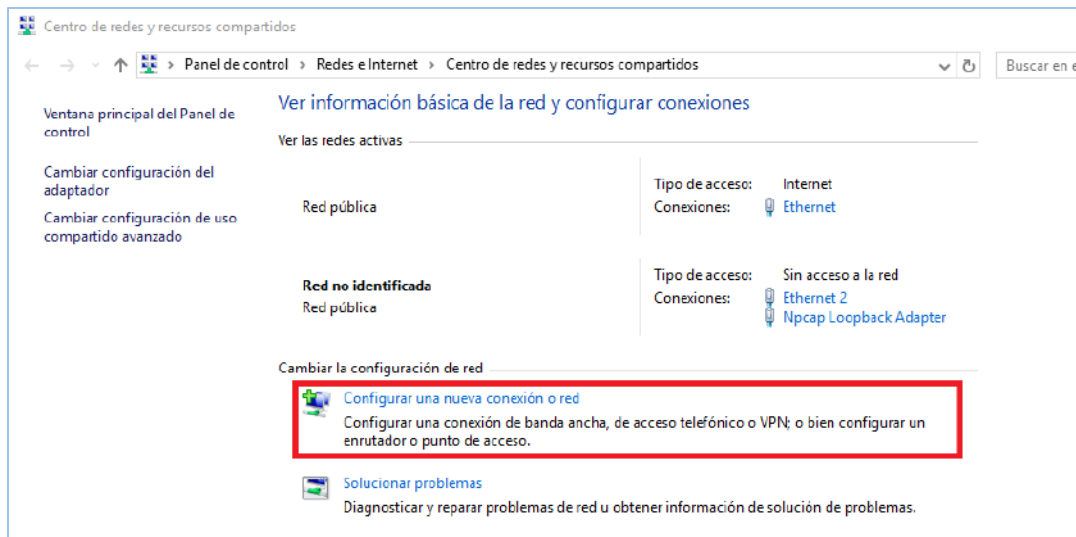 Centro de redes y recursos compartidos
Panel de control > Redes e Internet > Centro de redes y recursos compartidos
Buscar en e
Ventana principal del Panel de
control
Cambiar configuración del
adaptador
Cambiar configuración de uso
compartido avanzado
Ver información básica de la red y configurar conexiones
Ver las redes activas
Red pública
Tipo de acceso: Internet
Conexiones: Ethernet
Red no identificada
Red pública
Tipo de acceso: Sin acceso a la red
Conexiones: Ethernet 2
Npcap Loopback Adapter
Cambiar la configuración de red
Configurar una nueva conexión o red
Configurar una conexión de banda ancha, de acceso telefónico o VPN; o bien configurar un
enrutador o punto de acceso.
Solucionar problemas
Diagnosticar y reparar problemas de red u obtener información de solución de problemas.